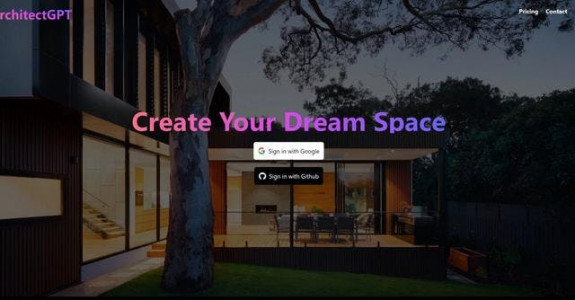 rchitectGPT
Pricing Contact
Create Your Dream Space
Sign in with Google
Sign in with Github